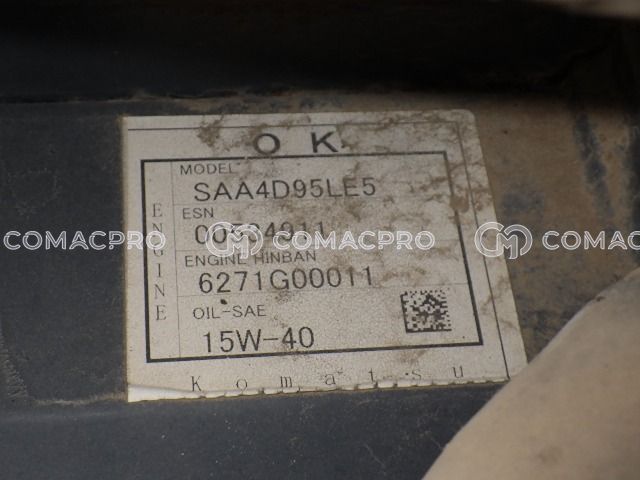 OK
MODEL
SAA4D95LE5
ESN
ENGINE HINBAN
6271G00011
OIL-SAE
15W-40
ENGINE
Komatsu
COMACPRO COMACPRO COMACPRO